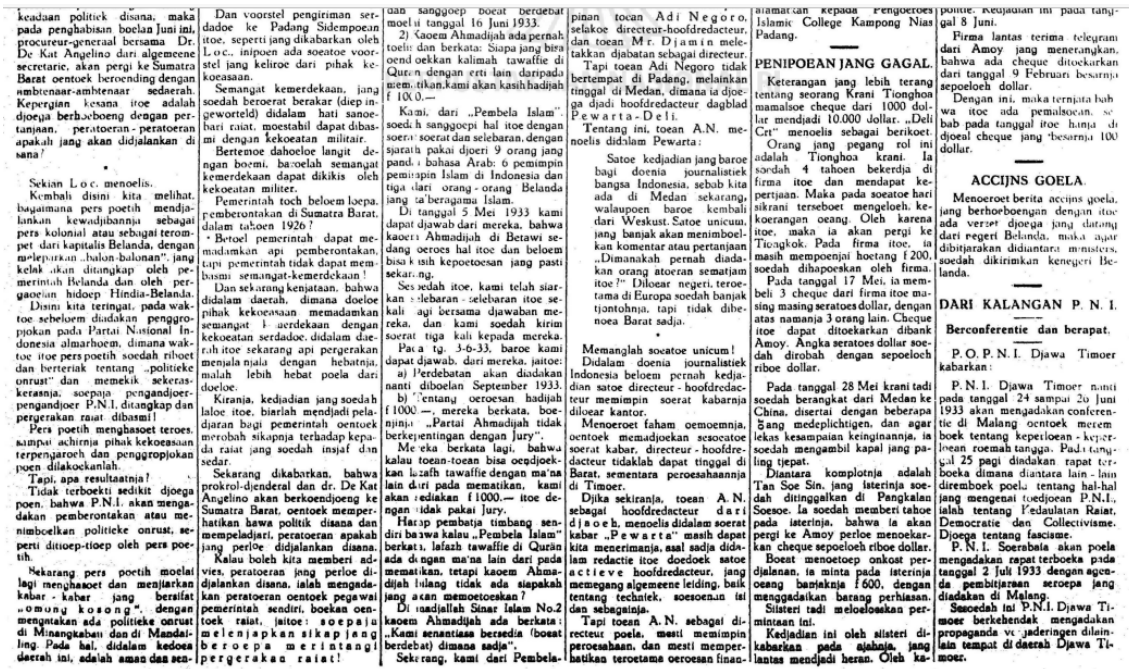 keadaan politiek disana, maka
pada penghabisan boelan Juni ini,
procureur-generaal bersama Dr.
De Kat Angelino dari algemeene
secretarie, akan pergi ke Sumatra
Barat oentoek beroending dengan
ambtenaar-ambtenaar sedaerah.
Kepergian kesana itoe adalah
djoega berhoeboeng dengan per-
tanjaan, peratoeran-peratoeran
apakah jang akan didjalankan di
sana!
Sekian Loc. menoelis.
Kembali disini kita melihat,
bagaimana pers poetih mendja-
lankan kewadjibannja sebagai
pers kolonial atau sebagai terom-
pet dari kapitalis Belanda, dengan
meleparkan „balon-balonan", jang
kelak akan ditangkap oleh pe-
merintah Belanda dan oleh per-
gaoelan hidoep Hindia-Belanda.
Disini kita teringat, pada wak-
toe sebeloem diadakan penggro-
pjokan pada Partai Nasional In-
donesia almarhoem, dimana wak-
toe itoe pers poetih soedah riboet
dan berteriak tentang „politieke
onrust" dan memekik sekeras-
kerasnja, soepaja pengandjoer-
pengandjoer P.N.I. ditangkap dan
pergerakan raiat dibasmi!
Pers poetih menghasoet teroes,
sampai achirnja pihak kekoeasaan
terpengaroeh dan penggropjokan
poen dilakoekanlah.
Tapi, apa resultaatnja?
Tidak terboekti sedikit djoega
poen, bahwa P.N.I. akan menga-
dakan pemberontakan atau me-
nimboelkan politieke onrust, se-
perti ditioep-tioep oleh pers poe-
tih.
Sekarang pers poetih moelai
lagi menghasoet dan menjiarkan
kabar-kabar jang bersifat
„omong kosong", dengan
mengatakan ada politieke onrust
di Minangkabau dan di Mandai-
ling. Pada hal, didalam kedoea
daerah ini, adalah aman dan sen-
Dan voorstel pengiriman ser-
dadoe ke Padang Sidempoean
itoe, seperti jang dikabarkan oleh
Loc., inipoen ada soeatoe voor-
stel jang keliroe dari pihak ke-
koeasaan.
Semangat kemerdekaan, jang
soedah beroerat berakar (diep in-
geworteld) didalam hati sanoe-
bari raiat, moestahil dapat dibas-
mi dengan kekoeatan militair.
Bertemoe dahoeloe langit de-
ngan boemi, baroelah semangat
kemerdekaan dapat dikikis oleh
kekoeatan militer.
Pemerintah toch beloem loepa,
pemberontakan di Sumatra Barat,
dalam tahoen 1926?
Betoel pemerintah dapat me-
madamkan api pemberontakan,
tapi pemerintah tidak dapat mem-
basmi semangat-kemerdekaan!
Dan sekarang kenjataan, bahwa
didalam daerah, dimana doeloe
pihak kekoeasaan memadamkan
semangat kemerdekaan dengan
kekoeatan serdadoe, didalam dae-
rah itoe sekarang api pergerakan
menjala njala dengan hebatnja,
malah lebih hebat poela dari
doeloe.
Kiranja, kedjadian jang soedah
laloe itoe, biarlah mendjadi pela-
djaran bagi pemerintah oentoek
merobah sikapnja terhadap kepa-
da raiat jang soedah insjaf dan
sedar.
Sekarang dikabarkan, bahwa
prokrol-djenderal dan dr. De Kat
Angelino akan berkoendjoeng ke
Sumatra Barat, oentoek memper-
hatikan hawa politik disana dan
mempeladjari, peratoeran apakah
jang perloe didjalankan disana.
Kalau boleh kita memberi ad-
vies, peratoeran jang perloe di-
djalankan disana, ialah mengada-
kan peratoeran oentoek pegawai
pemerintah sendiri, boekan oen-
toek raiat, jaitoe: soepaja
melenjapkan sikap jang
beroepa merintangi
pergerakan raiat!
dan sanggoep boeat berdebat
moelai tanggal 16 Juni 1933.
2) Kaoem Ahmadijah ada pernah
toelis dan berkata: Siapa jang bisa
oendjoekkan kalimah tawaffie di
Quran dengan arti lain daripada
mematikan, kami akan kasih hadijah
f 1000.—
Kami, dari „Pembela Islam"
soedah sanggoepi hal itoe dengan
soerat soerat dan selebaran, dengan
sjarath pakai djoeri 9 orang jang
pandai bahasa Arab: 6 pemimpin
pemimpin Islam di Indonesia dan
tiga dari orang-orang Belanda
jang ta'beragama Islam.
Di tanggal 5 Mei 1933 kami
dapat djawab dari mereka, bahwa
kaoem Ahmadijah di Betawi se-
dang oeroes hal itoe dan beloem
bisa kasih kepoetoesan jang pasti
sekarang.
Sesoedah itoe, kami telah siar-
kan selebaran-selebaran itoe se-
kali lagi bersama djawaban me-
reka, dan kami soedah kirim
soerat tiga kali kepada mereka.
Pada tg. 3-6-33, baroe kami
dapat djawab, dari mereka, jaitoe:
a) Perdebatan akan diadakan
nanti diboelan September 1933.
b) Tentang oeroesan hadijah
f 1000.—, mereka berkata, boe-
njinja: „Partai Ahmadijah tidak
berkepentingan dengan Jury".
Mereka berkata lagi, bahwa
kalau toean-toean bisa oendjoek-
kan lafazh tawaffie dengan ma'na
lain dari pada mematikan, kami
akan sediakan f 1000.— itoe de-
ngan tidak pakai Jury.
Harap pembatja timbang sen-
diri bahwa kalau „Pembela Islam"
berkata, lafazh tawaffie di Qurän
ada dengan ma'na lain dari pada
mematikan, tetapi kaoem Ahma-
djiah bilang tidak ada siapakah
jang akan memoetoeskan?
Di madjallah Sinar Islam No.2
kaoem Ahmadijah ada berkata:
„Kami senantiasa bersedia (boeat
berdebat) dimana sadja".
Sekarang, kami dari Pembela-
pinan toean Adi Negoro,
selakoe directeur-hoofdredacteur,
dan toean Mr. Djamin mele-
takkan djabatan sebagai directeur.
Tapi toean Adi Negoro tidak
bertempat di Padang, melainkan
tinggal di Medan, dimana ia djoe-
ga djadi hoofdredacteur dagblad
Pewarta-Deli.
Tentang ini, toean A.N. me-
noelis didalam Pewarta:
Satoe kedjadian jang baroe
bagi doenia journalistiek
bangsa Indonesia, sebab kita
ada di Medan sekarang,
walaupoen baroe kembali
dari Weskust. Satoe unicuu,
jang banjak akan menimboel-
kan komentar atau pertanjaan
„Dimanakah pernah diada-
kan orang atoeran sematjam
itoe?" Diloear negeri, teroe-
tama di Europa soedah banjak
tjontohnja, tapi tidak dibe-
noea Barat sadja.
Memanglah socatoe unicum!
Didalam doenia journalistiek
Indonesia beloem pernah kedja-
dian satoe directeur-hoofdredac-
teur memimpin soerat kabarnja
diloear kantor.
Menoeroet faham oemoemnja,
oentoek memadjoekan sesoeatoe
soerat kabar, directeur-hoofdre-
dacteur tidaklah dapat tinggal di
Barat, sementara peroesahaannja
di Timoer.
Djika sekiranja, toean A.N.
sebagai hoofdredacteur dari
djaoeh, menoelis didalam soerat
kabar „Pewarta" masih dapat
kita menerimanja, asal sadja dida-
lam redactie itoe doedoek satoe
actieve hoofdredacteur, jang
memegang algemeene leiding, baik
tentang techniek, soesoenan isi
dan sebagainja.
Tapi toean A.N. sebagai di-
recteur poela, mesti memimpin
peroesahaan, dan mesti memper-
hatikan teroetama oeroesan finan-
alamatkan kepada Pengoeroes
Islamic College Kampong Nias
Padang.
PENIPOEAN JANG GAGAL.
Keterangan jang lebih terang
tentang seorang Krani Tionghoa
mamalsoe cheque dari 1000 dol-
lar mendjadi 10.000 dollar. „Deli
Crt" menoelis sebagai berikoet.
Orang jang pegang rol ini
adalah Tionghoa krani. Ia
soedah 4 tahoen bekerdja di
firma itoe dan mendapat ke-
pertjaan. Maka pada soeatoe hari
sikrani terseboet mengeloeh, ke-
koerangan oeang. Oleh karena
itoe, maka ia akan pergi ke
Tiongkok. Pada firma itoe, ia
masih mempoenjai hoetang f 200,
soedah dihapoeskan oleh firma.
Pada tanggal 17 Mei, ia mem-
beli 3 cheque dari firma itoe ma-
sing masing seratoes dollar, dengan
atas namanja 3 orang lain. Cheque
itoe dapat ditoekarkan dibank
Amoy. Angka seratoes dollar soe-
dah dirobah dengan sepoeloch
riboe dollar.
Pada tanggal 28 Mei krani tadi
soedah berangkat dari Medan ke
China, disertai dengan beberapa
gang medeplichtigen, dan agar
lekas kesampaian keinginannja, ia
soedah mengambil kapal jang pa-
ling tjepat.
Diantara komplotnja adalah
Tan Soe Sin, jang isterinja soe-
dah ditinggalkan di Pangkalan
Soesoe. Ia soedah memberi tahoe
pada isterinja, bahwa ia akan
pergi ke Amoy perloe menoekar-
kan cheque sepoeloeh riboe dollar.
Boeat menoetoep onkost per-
djalanan, ia minta pada isterinja
oeang banjaknja f 600, dengan
menggadaikan barang perhiasan.
Siisteri tadi meloeloeskan per-
mintaan ini.
Kedjadian ini oleh siisteri di-
kabarkan pada ajahnja, jang
lantas mendjadi heran. Oleh ka-
politie. Kedjadian ini pada tang-
gal 8 Juni.
Firma lantas terima telegram
dari Amoy jang menerangkan,
bahwa ada cheque ditoekarkan
dari tanggal 9 Februari besarnja
sepoeloeh dollar.
Dengan ini, maka ternjata bah
wa itoe ada pemalsoean, se
bab pada tanggal itoe hanja di
djoeal cheque jang besarnja 100
dollar.
ACCIJNS GOELA.
Menoeroet berita accijns goela,
jang berhoeboengan dengan itoe
ada verzet djoega jang datang
dari negeri Belanda, maka agar
dibitjarakan didiantara ministers,
soedah dikirimkan kenegeri Be-
landa.
DARI KALANGAN P. N. I.
Berconferentie dan berapat.
P.O.P.N.I. Djawa Timoer
kabarkan:
P.N.I. Djawa Timoer nanti
pada tanggal 24 sampai 26 Juni
1933 akan mengadakan conferen-
tie di Malang oentoek merem
boek tentang keperloean-keper-
loean roemah tangga. Pada tang-
gal 25 pagi diadakan rapat ter-
boeka dimana diantara lain-lain
diremboek poela tentang hal-hal
jang mengenai toedjoean P.N.I.,
ialah tentang Kedaulatan Raiat,
Democratie dan Collectivisme.
Djoega tentang fascisme.
P.N.I. Soerabaia akan poela
mengadakan rapat terboeka pada
tanggal 2 Juli 1933 dengan agen-
da pembitjaraan seroepa jang
diadakan di Malang.
Sesoedah ini P.N.I. Djawa Ti-
moer berkehendak mengadakan
propaganda vergaderingen dilain-
lain tempat di daerah Djawa Ti-
moer.